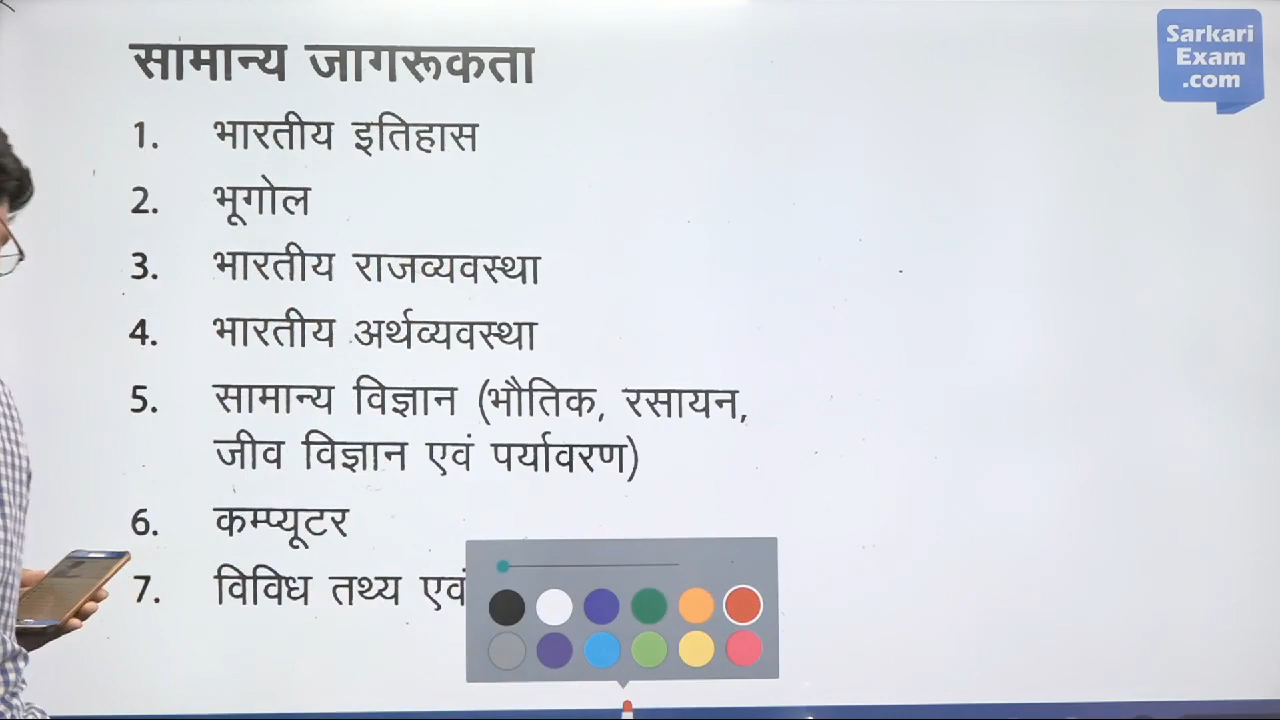 सामान्य जागरूकता
1. भारतीय इतिहास
2. भूगोल
3. भारतीय राजव्यवस्था
4. भारतीय अर्थव्यवस्था
5. सामान्य विज्ञान (भौतिक, रसायन,
जीव विज्ञान एवं पर्यावरण)
6. कम्प्यूटर
7. विविध तथ्य एवं
Sarkari
Exam
.com